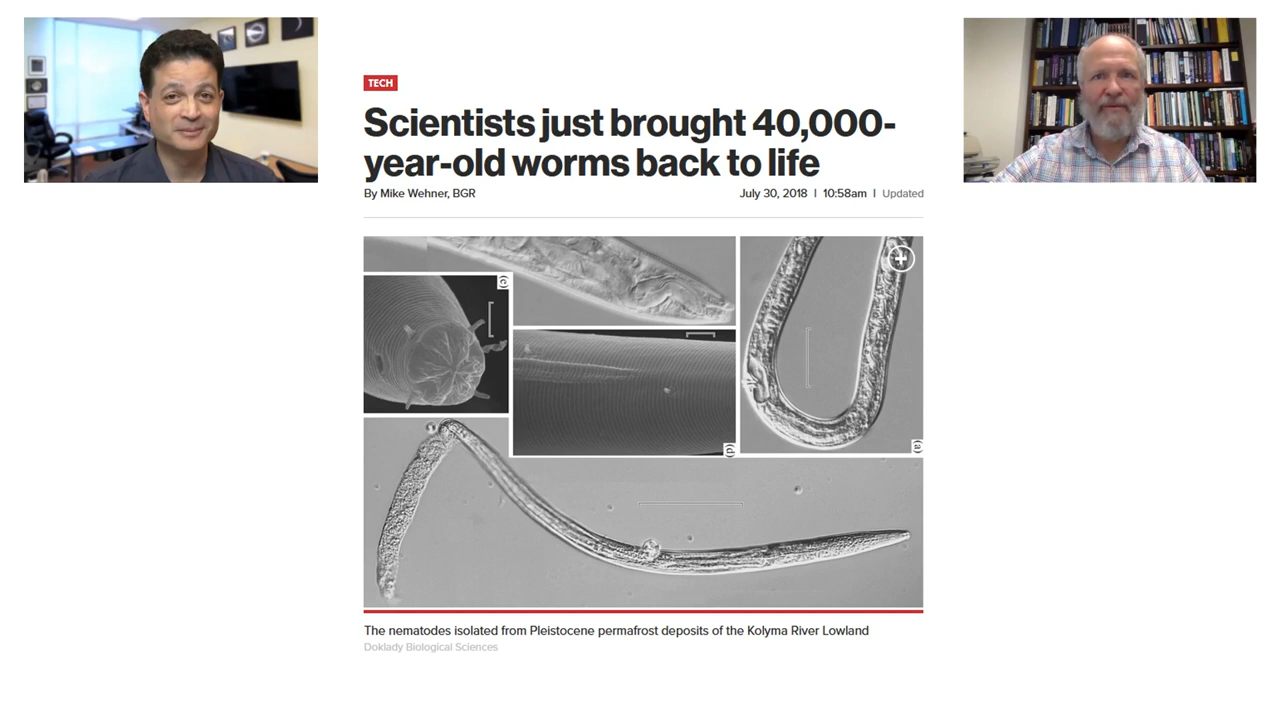 TECH
Scientists just brought 40,000-
year-old worms back to life
By Mike Wehner, BGR
July 30, 2018 | 10:58am | Updated
(c)
(d)
(a)
The nematodes isolated from Pleistocene permafrost deposits of the Kolyma River Lowland
Doklady Biological Sciences